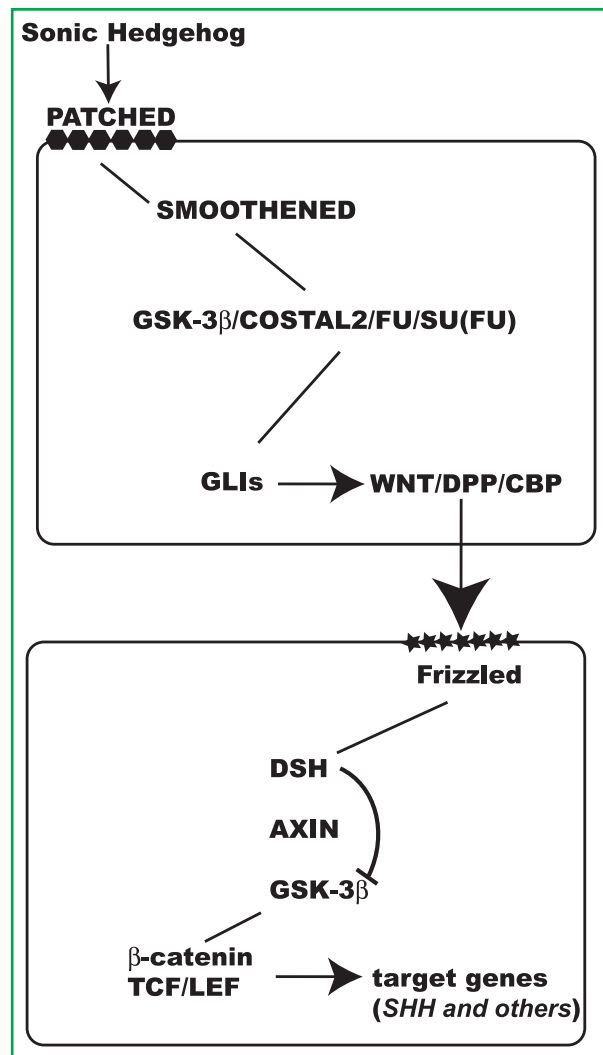 Sonic Hedgehog
PATCHED
SMOOTHENED
GSK-3β/COSTAL2/FU/SU(FU)
GLIs
WNT/DPP/CBP
Frizzled
DSH
AXIN
GSK-3β
β-catenin
TCF/LEF
target genes
(SHH and others)